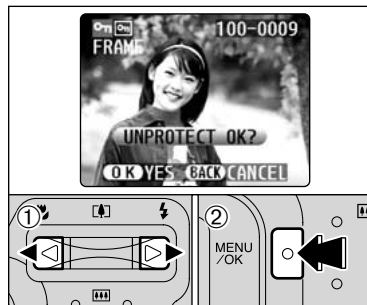 100-0009
FRAME
UNPROTECT OK?
OK YES BACK CANCEL
① ②
MENU
/OK